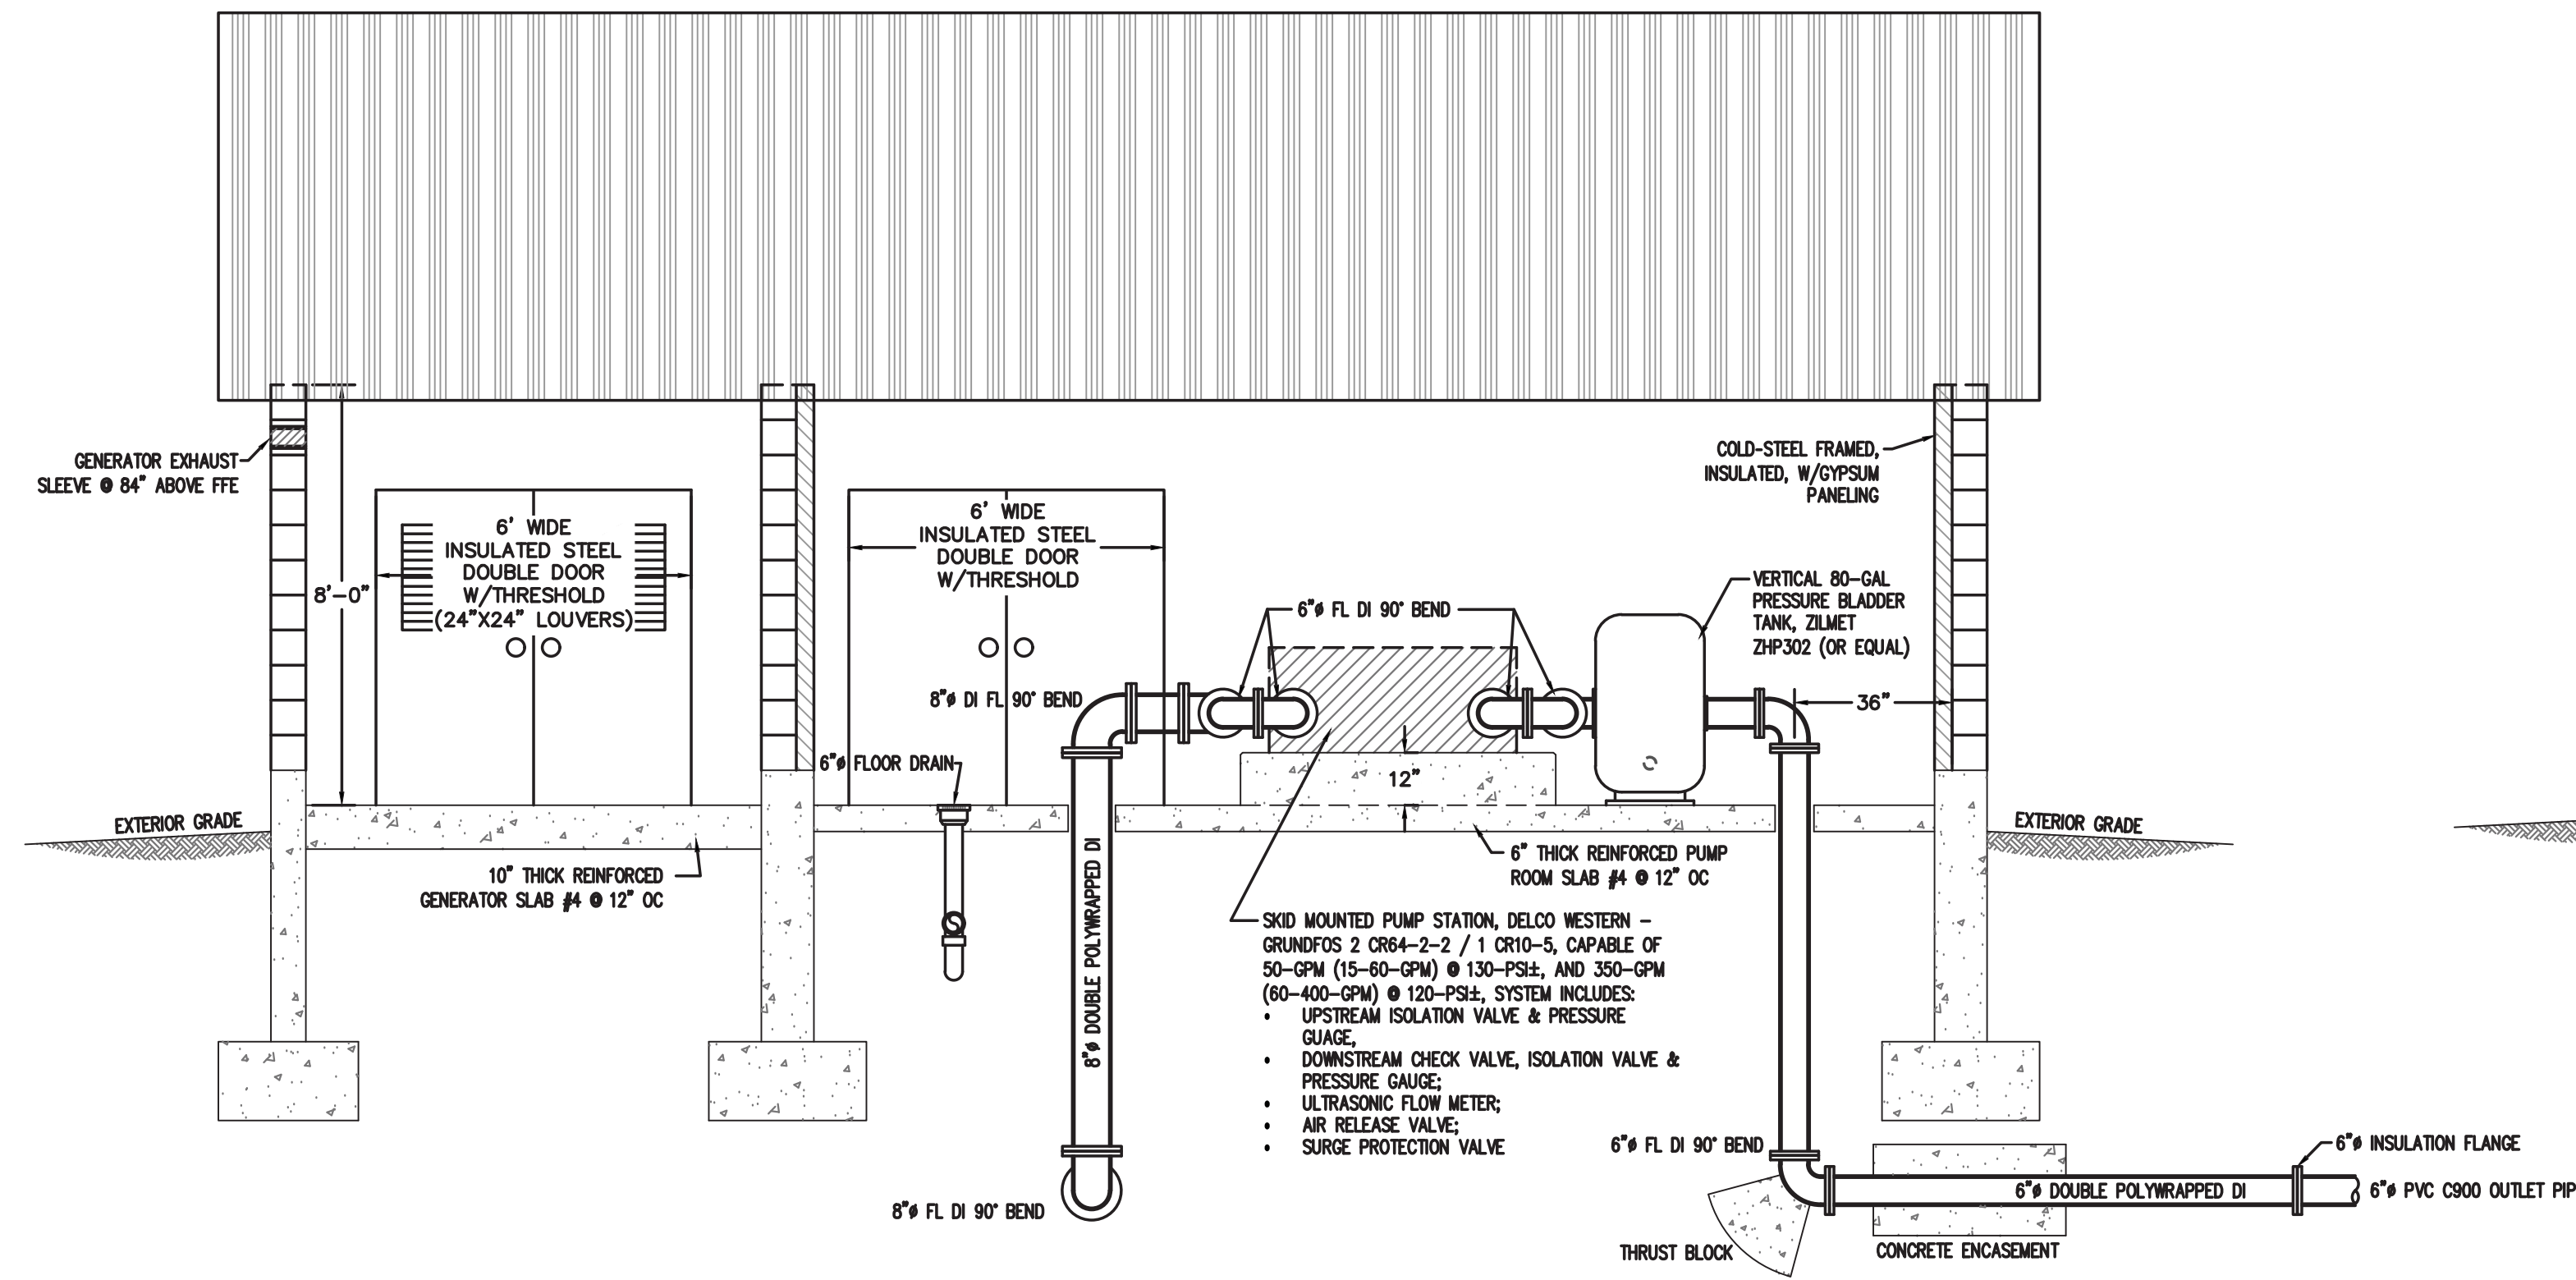 GENERATOR EXHAUST
SLEEVE @ 84" ABOVE FFE
8'-0"
6' WIDE
INSULATED STEEL
DOUBLE DOOR
W/THRESHOLD
(24"X24" LOUVERS)
6' WIDE
INSULATED STEEL
DOUBLE DOOR
W/THRESHOLD
COLD-STEEL FRAMED,
INSULATED, W/GYPSUM
PANELING
VERTICAL 80-GAL
PRESSURE BLADDER
TANK, ZILMET
ZHP302 (OR EQUAL)
6"ø FL DI 90° BEND
8"ø DI FL 90° BEND
36"
6"ø FLOOR DRAIN
12"
EXTERIOR GRADE
EXTERIOR GRADE
10" THICK REINFORCED
GENERATOR SLAB #4 @ 12" OC
8"ø DOUBLE POLYWRAPPED DI
6" THICK REINFORCED PUMP
ROOM SLAB #4 @ 12" OC
SKID MOUNTED PUMP STATION, DELCO WESTERN -
GRUNDFOS 2 CR64-2-2 / 1 CR10-5, CAPABLE OF
50-GPM (15-60-GPM) @ 130-PSI±, AND 350-GPM
(60-400-GPM) @ 120-PSI±, SYSTEM INCLUDES:
• UPSTREAM ISOLATION VALVE & PRESSURE
GUAGE,
• DOWNSTREAM CHECK VALVE, ISOLATION VALVE &
PRESSURE GAUGE;
• ULTRASONIC FLOW METER;
• AIR RELEASE VALVE;
• SURGE PROTECTION VALVE
8"ø FL DI 90° BEND
6"ø FL DI 90° BEND
6"ø INSULATION FLANGE
6"ø DOUBLE POLYWRAPPED DI
6"ø PVC C900 OUTLET PIP
THRUST BLOCK
CONCRETE ENCASEMENT